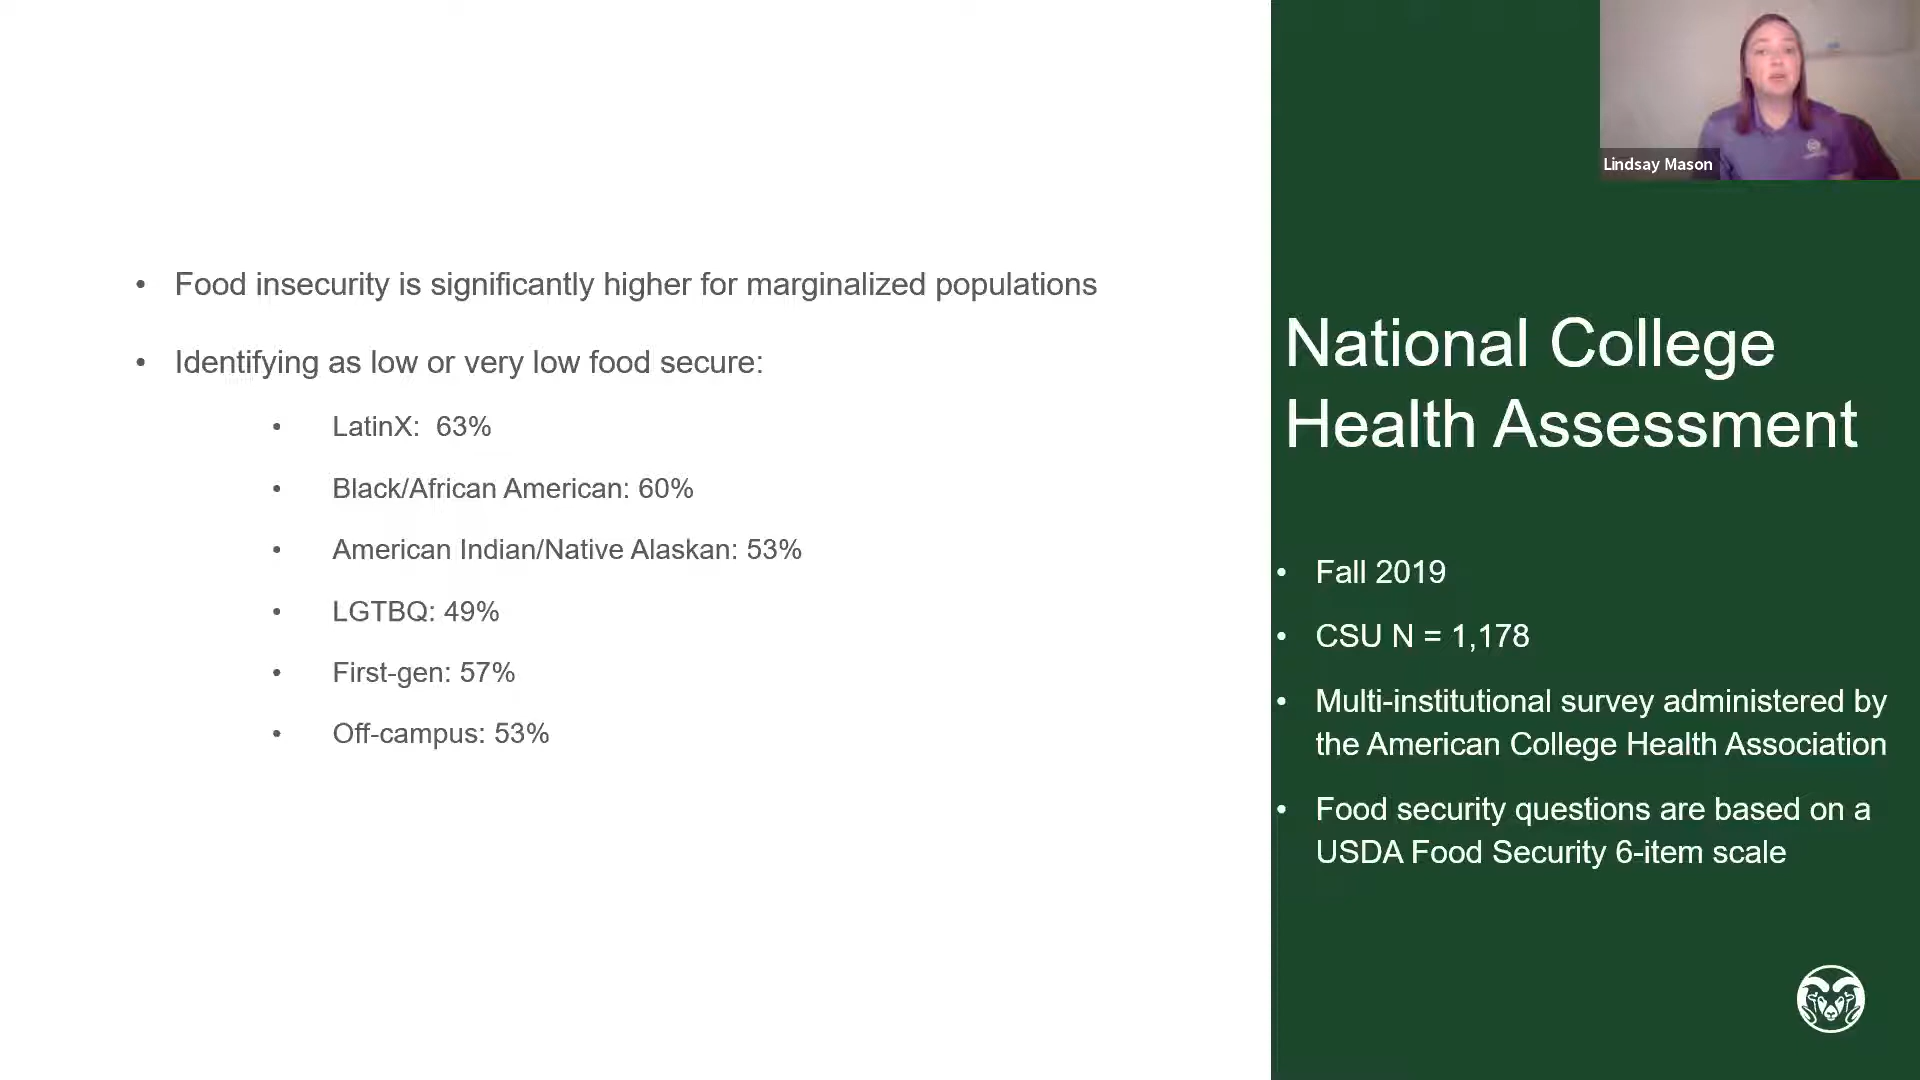 • Food insecurity is significantly higher for marginalized populations
• Identifying as low or very low food secure:
• LatinX:  63%
• Black/African American: 60%
• American Indian/Native Alaskan: 53%
• LGTBQ: 49%
• First-gen: 57%
• Off-campus: 53%
Lindsay Mason
National College
Health Assessment
• Fall 2019
• CSU N = 1,178
• Multi-institutional survey administered by
the American College Health Association
• Food security questions are based on a
USDA Food Security 6-item scale